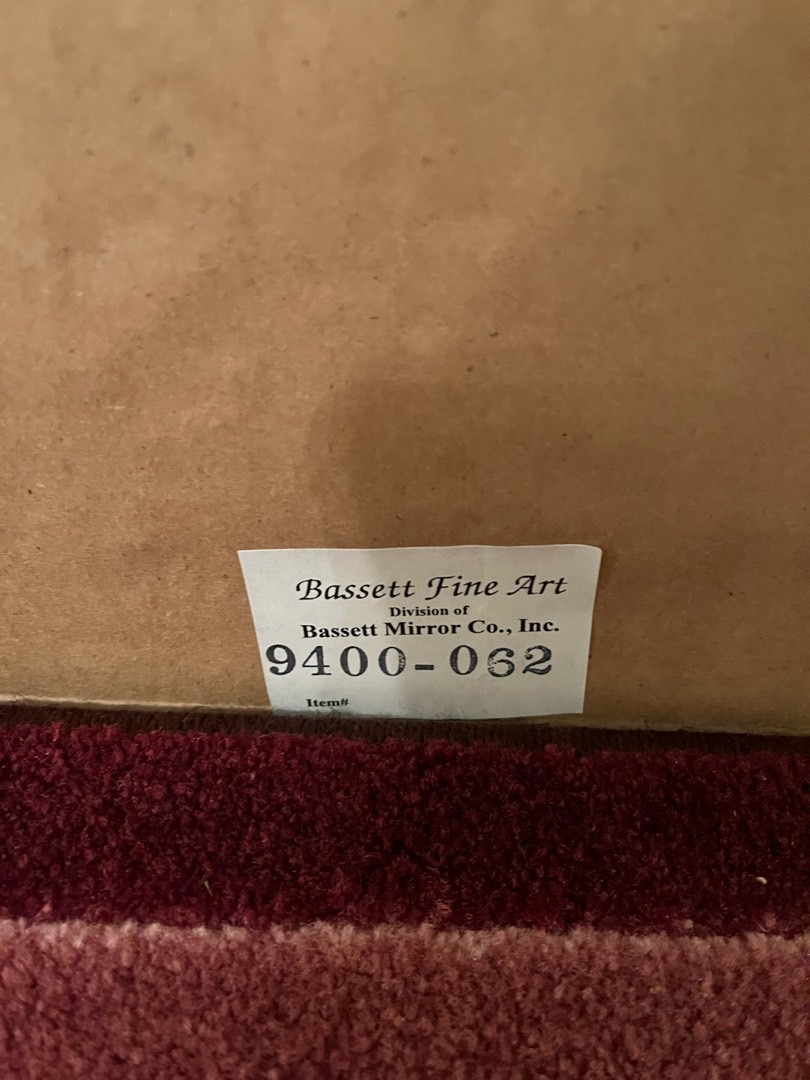 Bassett Fine Art
Division of
Bassett Mirror Co., Inc.
9400-062
Item#